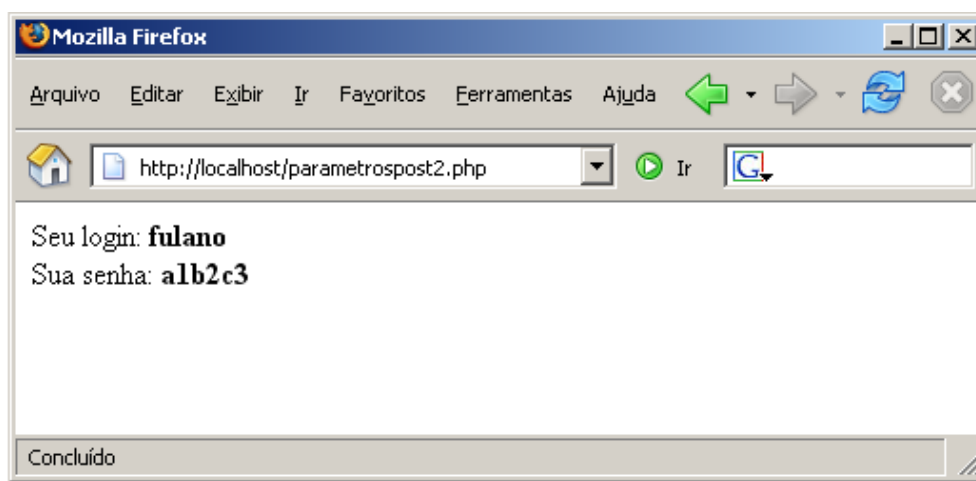 Mozilla Firefox
Arquivo Editar Exibir Ir Favoritos Ferramentas Ajuda
http://localhost/parametrospost2.php Ir G
Seu login: fulano
Sua senha: a1b2c3
Concluído